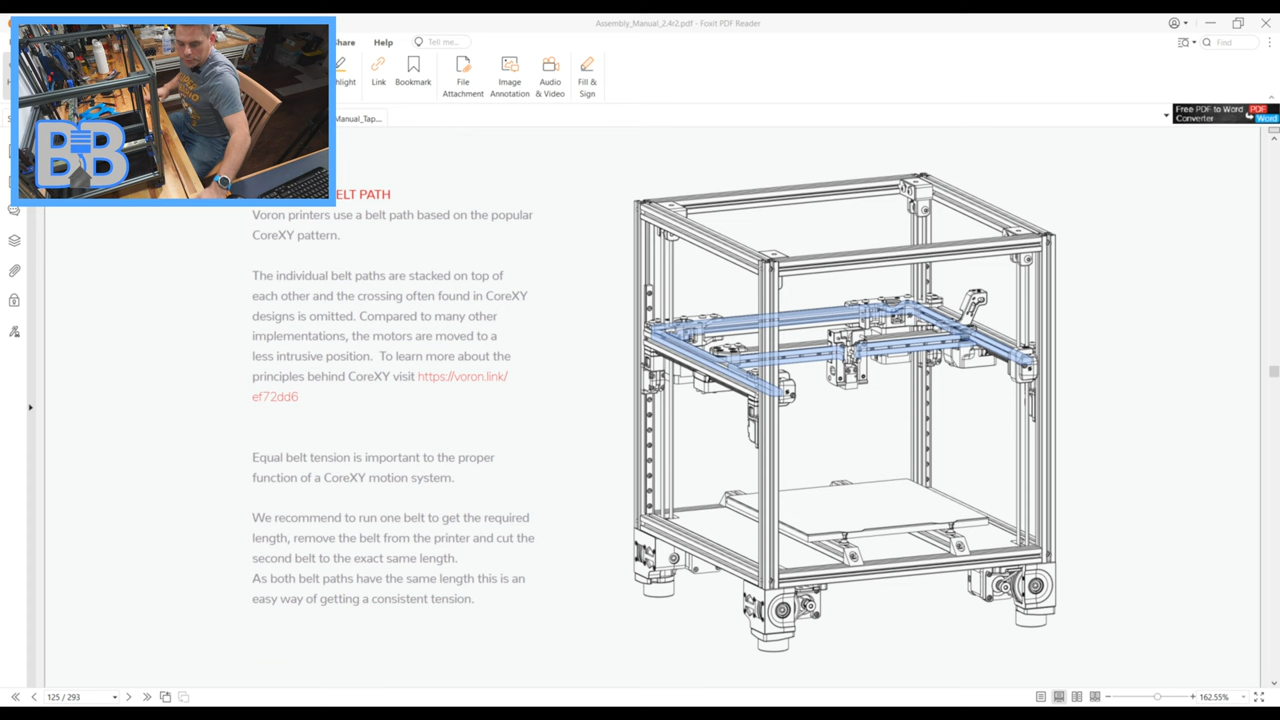 Assembly_Manual_2.4r2.pdf - Foxit PDF Reader
Share
Help
Tell me...
Find
Link
Bookmark
File
Attachment
Image
Annotation
Audio
& Video
Fill &
Sign
Manual_Tap...
Free PDF to Word
Converter
PDF
Word
BB
ELT PATH
Voron printers use a belt path based on the popular
CoreXY pattern.
The individual belt paths are stacked on top of
each other and the crossing often found in CoreXY
designs is omitted. Compared to many other
implementations, the motors are moved to a
less intrusive position. To learn more about the
principles behind CoreXY visit https://voron.link/
ef72dd6
Equal belt tension is important to the proper
function of a CoreXY motion system.
We recommend to run one belt to get the required
length, remove the belt from the printer and cut the
second belt to the exact same length.
As both belt paths have the same length this is an
easy way of getting a consistent tension.
125 / 293
162.55%